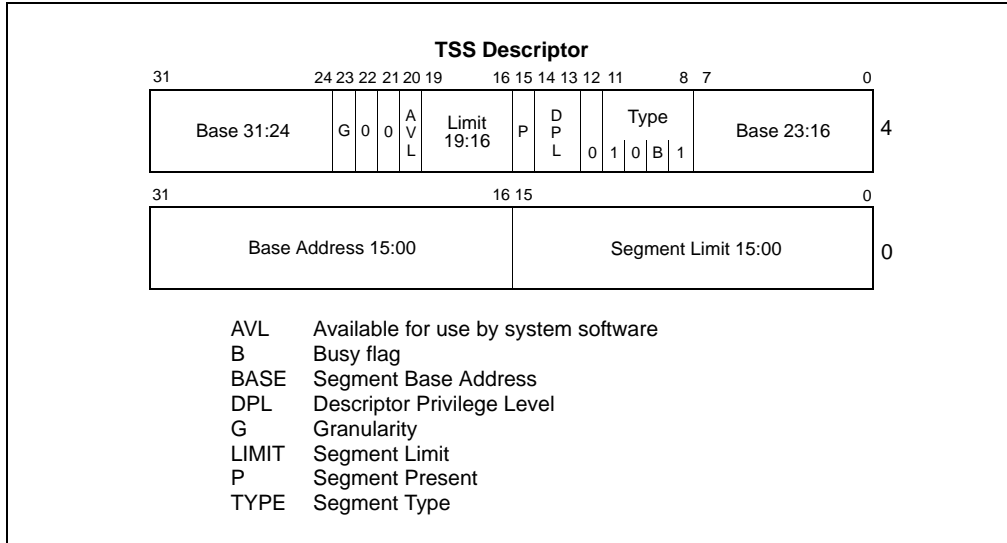 TSS Descriptor
31 24 23 22 21 20 19 16 15 14 13 12 11 8 7 0
Base 31:24 G 0 0 AVL Limit 19:16 P DPL 0 Type 1 0 B 1 Base 23:16 4
31 16 15 0
Base Address 15:00 Segment Limit 15:00 0
AVL Available for use by system software
B Busy flag
BASE Segment Base Address
DPL Descriptor Privilege Level
G Granularity
LIMIT Segment Limit
P Segment Present
TYPE Segment Type